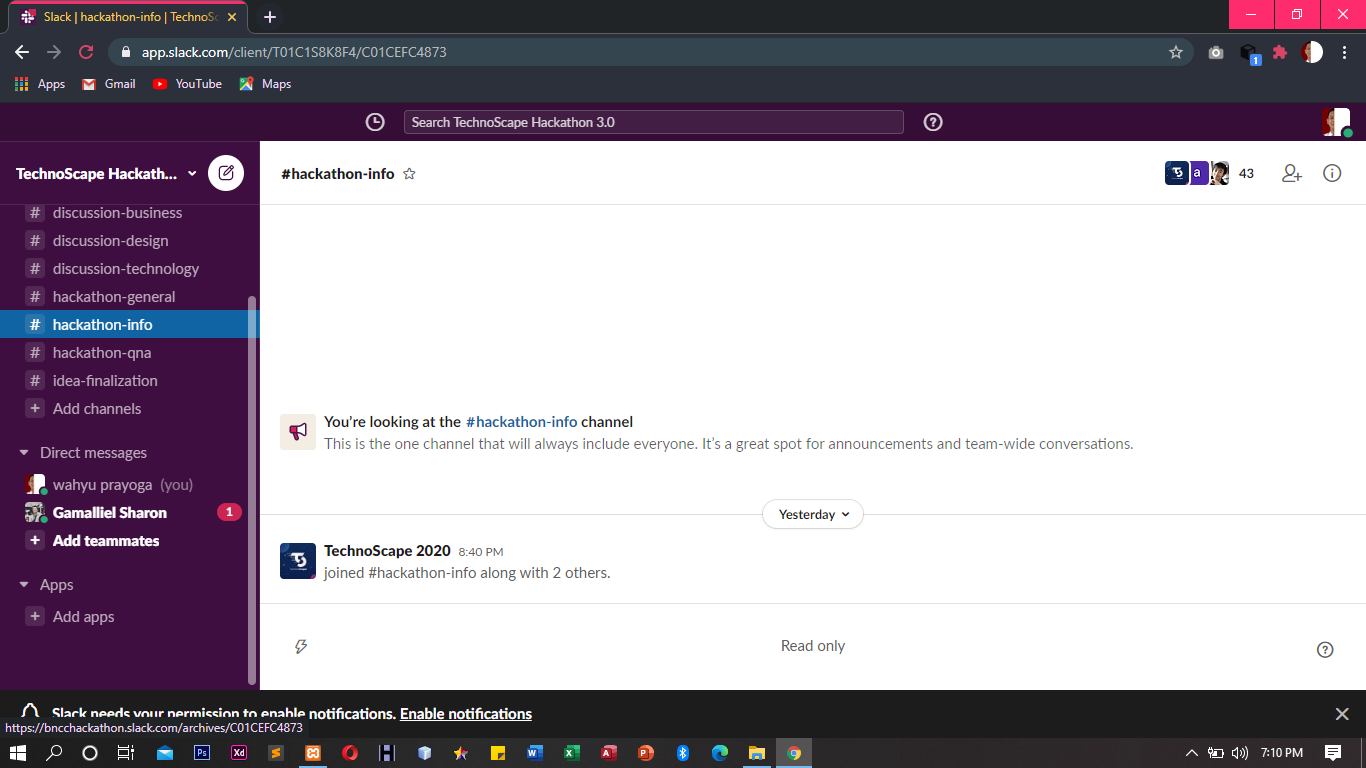 Slack | hackathon-info | TechnoSc
app.slack.com/client/T01C1S8K8F4/C01CEFC4873
1
Apps
Gmail
YouTube
Maps
Search TechnoScape Hackathon 3.0
TechnoScape Hackath...
#hackathon-info
a
43
# discussion-business
# discussion-design
# discussion-technology
# hackathon-general
# hackathon-info
# hackathon-qna
# idea-finalization
+ Add channels
Direct messages
wahyu prayoga (you)
Gamalliel Sharon 1
+ Add teammates
Apps
+ Add apps
You're looking at the #hackathon-info channel
This is the one channel that will always include everyone. It's a great spot for announcements and team-wide conversations.
Yesterday
TechnoScape 2020 8:40 PM
joined #hackathon-info along with 2 others.
Read only
Slack needs your permission to enable notifications. Enable notifications
https://bncchackathon.slack.com/archives/C01CEFC4873
Ps
Xd
7:10 PM